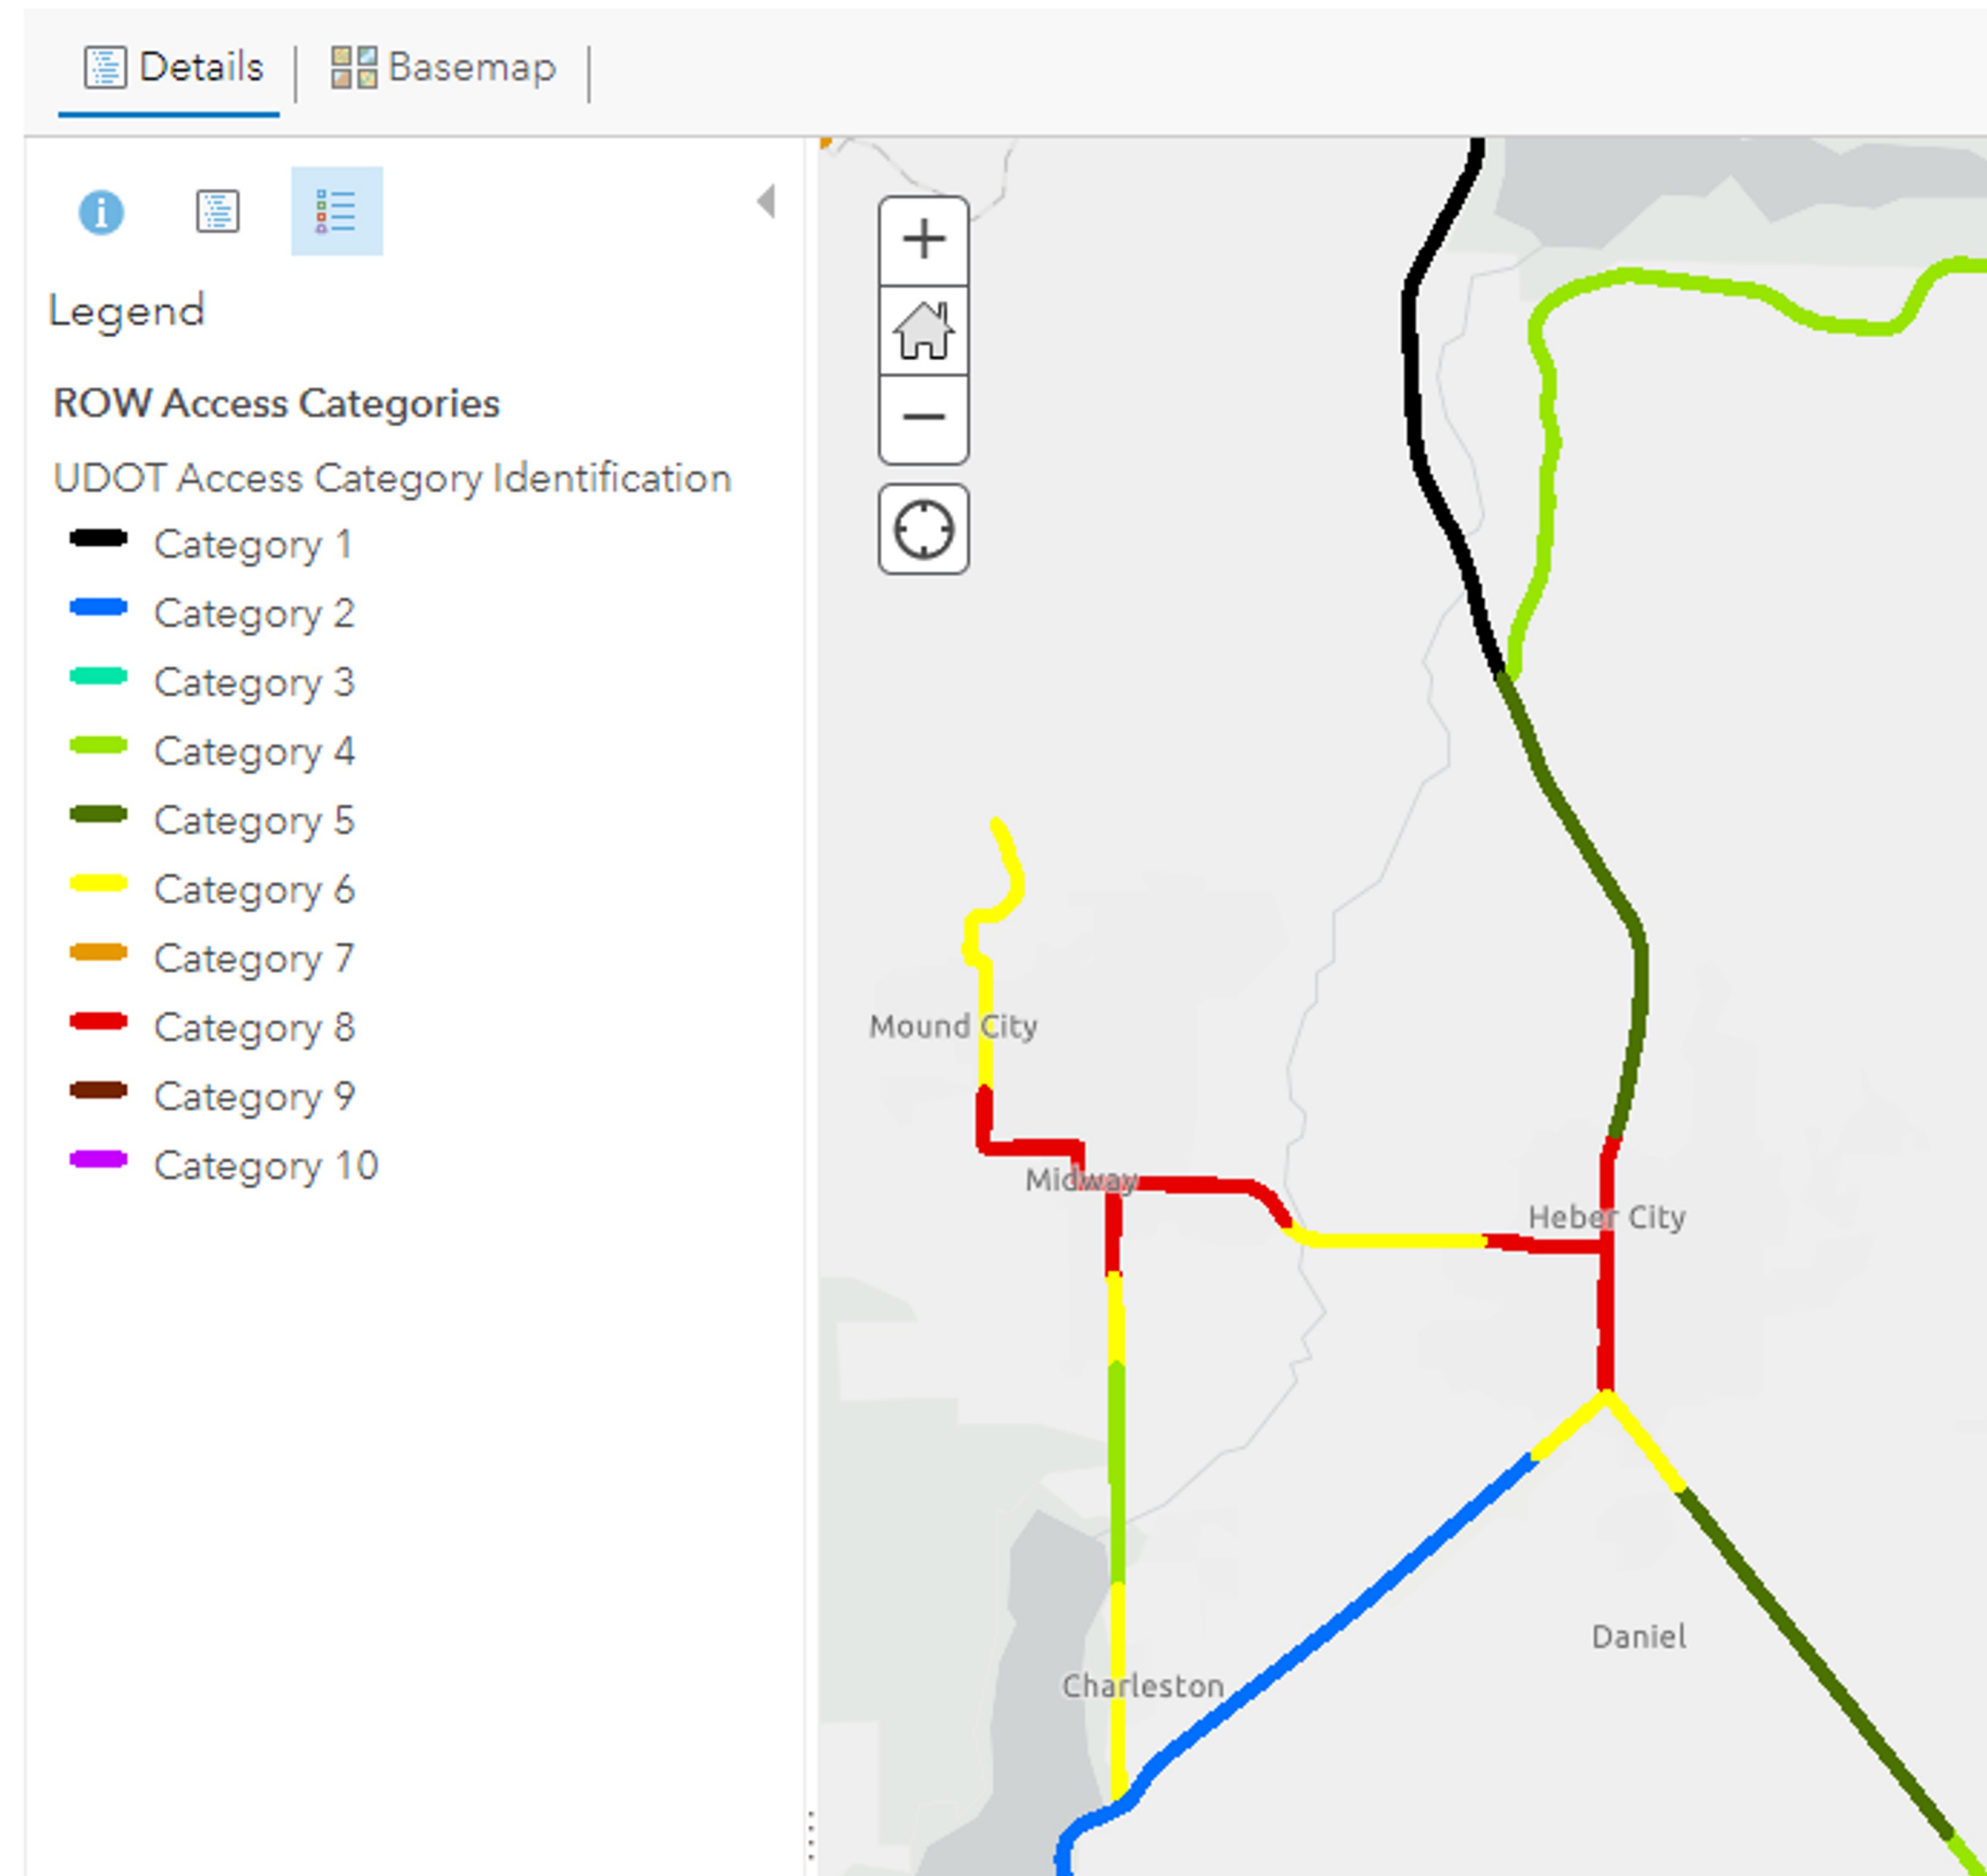 Details
Basemap
Legend
ROW Access Categories
UDOT Access Category Identification
Category 1
Category 2
Category 3
Category 4
Category 5
Category 6
Category 7
Category 8
Category 9
Category 10
Mound City
Midway
Heber City
Daniel
Charleston